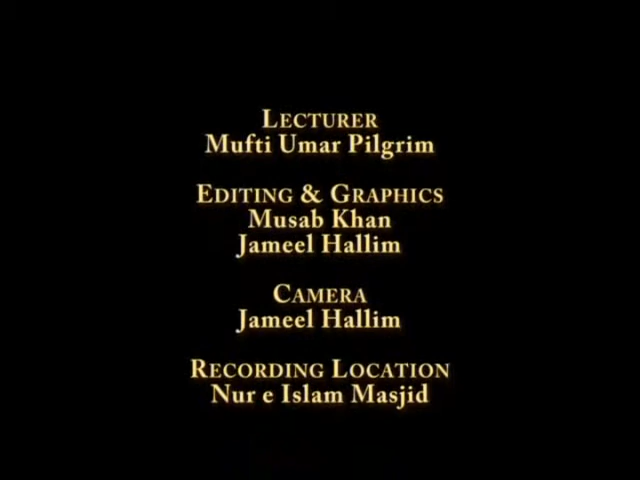 LECTURER
Mufti Umar Pilgrim
EDITING & GRAPHICS
Musab Khan
Jameel Hallim
CAMERA
Jameel Hallim
RECORDING LOCATION
Nur e Islam Masjid